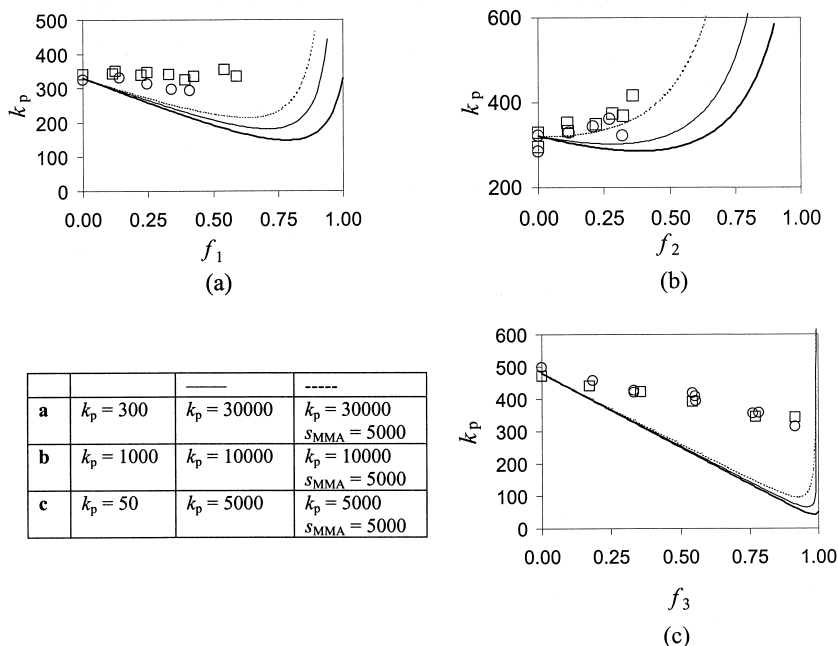 500
400
300
200
100
0
k p
0.00 0.25 0.50 0.75 1.00
f 1
(a)
600
400
200
k p
0.00 0.25 0.50 0.75 1.00
f 2
(b)
——— -----
a k p = 300 k p = 30000 k p = 30000
s MMA = 5000
b k p = 1000 k p = 10000 k p = 10000
s MMA = 5000
c k p = 50 k p = 5000 k p = 5000
s MMA = 5000
600
500
400
300
200
100
0
k p
0.00 0.25 0.50 0.75 1.00
f 3
(c)